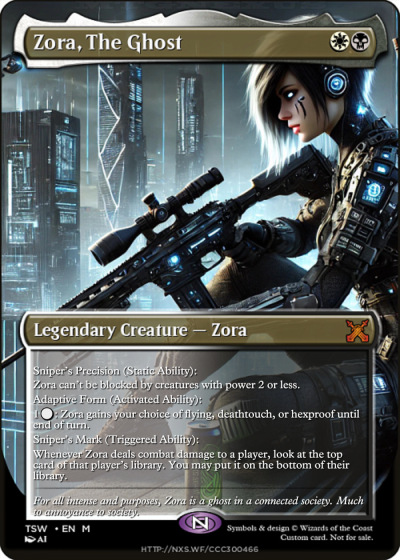 Zora, The Ghost
Legendary Creature — Zora
Sniper's Precision (Static Ability):
Zora can't be blocked by creatures with power 2 or less.
Adaptive Form (Activated Ability):
1: Zora gains your choice of flying, deathtouch, or hexproof until
end of turn.
Sniper's Mark (Triggered Ability):
Whenever Zora deals combat damage to a player, look at the top
card of that player's library. You may put it on the bottom of their
library.
For all intense and purposes, Zora is a ghost in a connected society. Much
to annoyance to society.
TSW • EN M
AI
N
Symbols & design © Wizards of the Coast
Custom card. Not for sale.
HTTP://NXS.WF/CCC300466